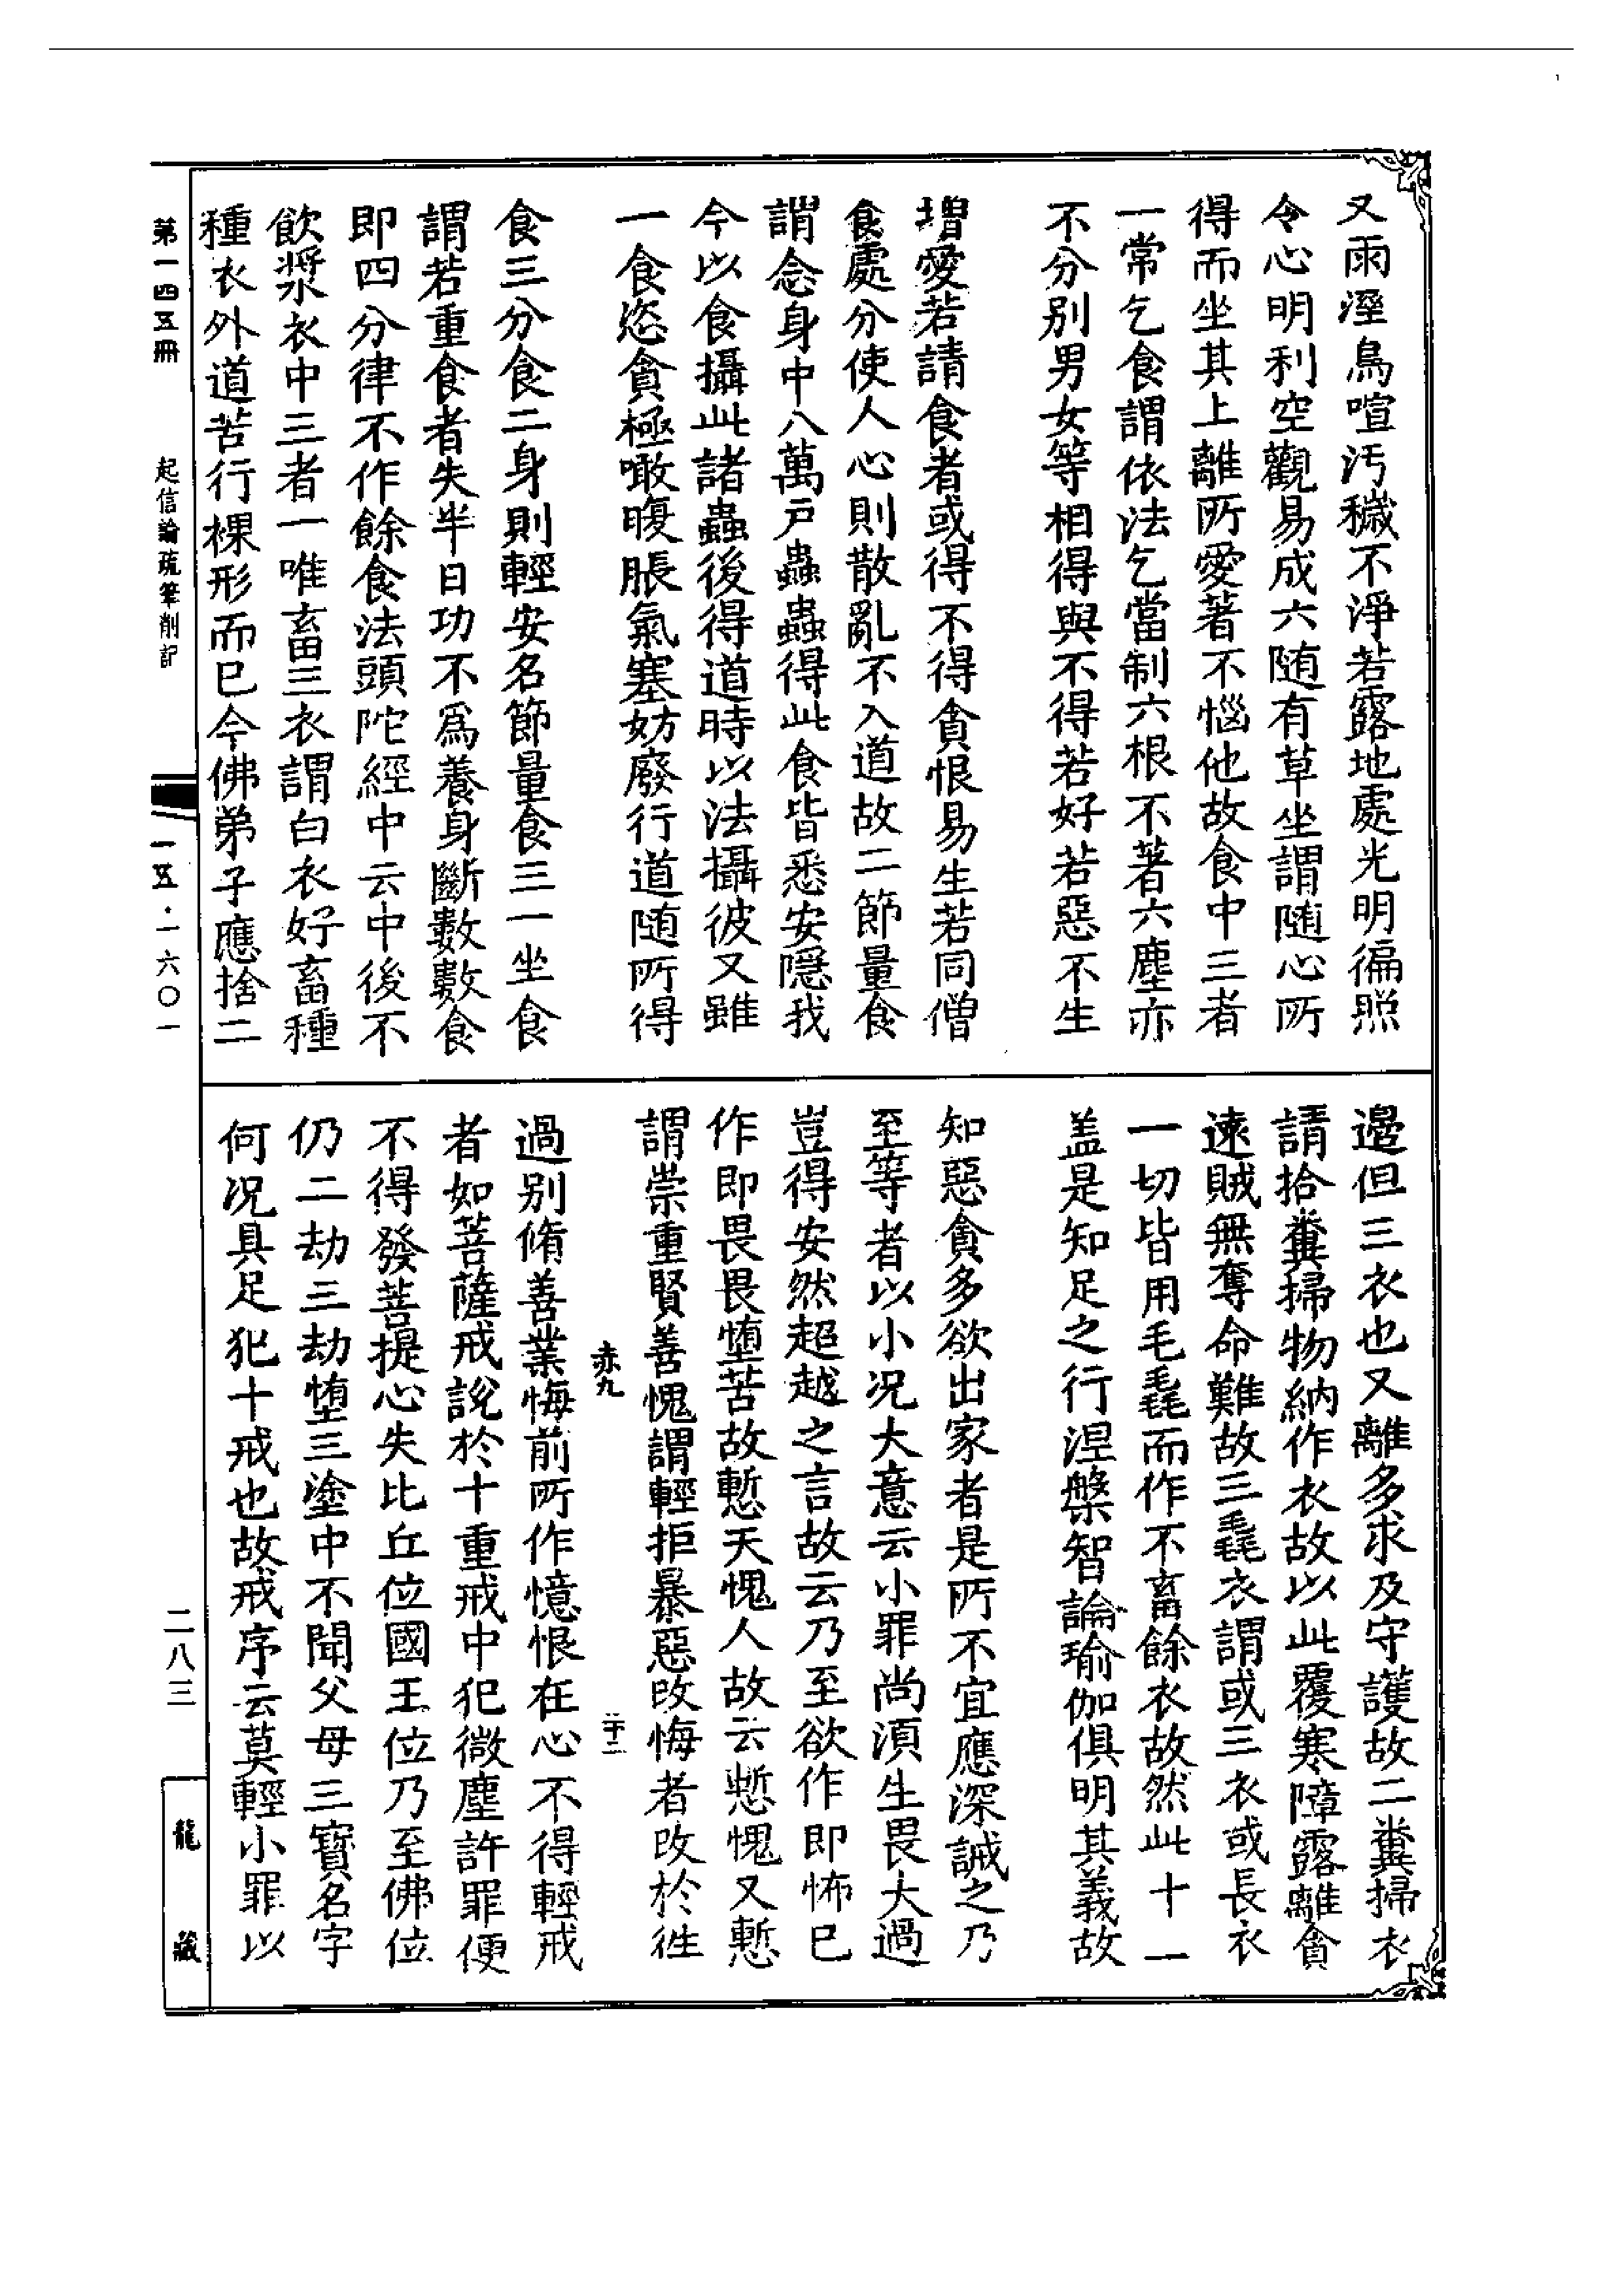 又雨溼鳥喧汚穢不淨若露地處光明徧照
令心明利空觀易成六随有草坐謂随心所
得而坐其上離所愛著不惱他故食中三者
一常乞食謂依法乞當制六根不著六塵亦
不分別男女等相得與不得若好若惡不生
增愛若請食者或得不得貪恨易生若同僧
食處分使人心則散亂不入道故二節量食
謂念身中八萬戶蟲蟲得此食皆悉安隱我
今以食攝此諸蟲後得道時以法攝彼又雖
一食恣貪極噉腹脹氣塞妨廢行道随所得
食三分食二身則輕安名節量食三一坐食
謂若重食者失半日功不爲養身斷數數食
即四分律不作餘食法頭陀經中云中後不
飲漿衣中三者一唯畜三衣謂白衣好畜種
種衣外道苦行裸形而已今佛弟子應捨二
邊但三衣也又離多求及守護故二糞掃衣
請拾糞掃物納作衣故以此覆寒障露離貪
遠賊無奪命難故三毳衣謂或三衣或長衣
一切皆用毛毳而作不畜餘衣故然此十一
盖是知足之行涅槃智論瑜伽俱明其義故
知惡貪多欲出家者是所不宜應深誡之乃
至等者以小况大意云小罪尚湏生畏大過
豈得安然超越之言故云乃至欲作即怖已
作即畏畏墮苦故慙天愧人故云慙愧又慙
謂崇重賢善愧謂輕拒暴惡改悔者改於徃
赤九 二十二
過别脩善業悔前所作憶恨在心不得輕戒
者如菩薩戒說於十重戒中犯微塵許罪便
不得發菩提心失比丘位國王位乃至佛位
仍二劫三劫墮三塗中不聞父母三寶名字
何况具足犯十戒也故戒序云莫輕小罪以
第一四五冊 起信論疏筆削記 一五·一六〇一 二八三 龍藏